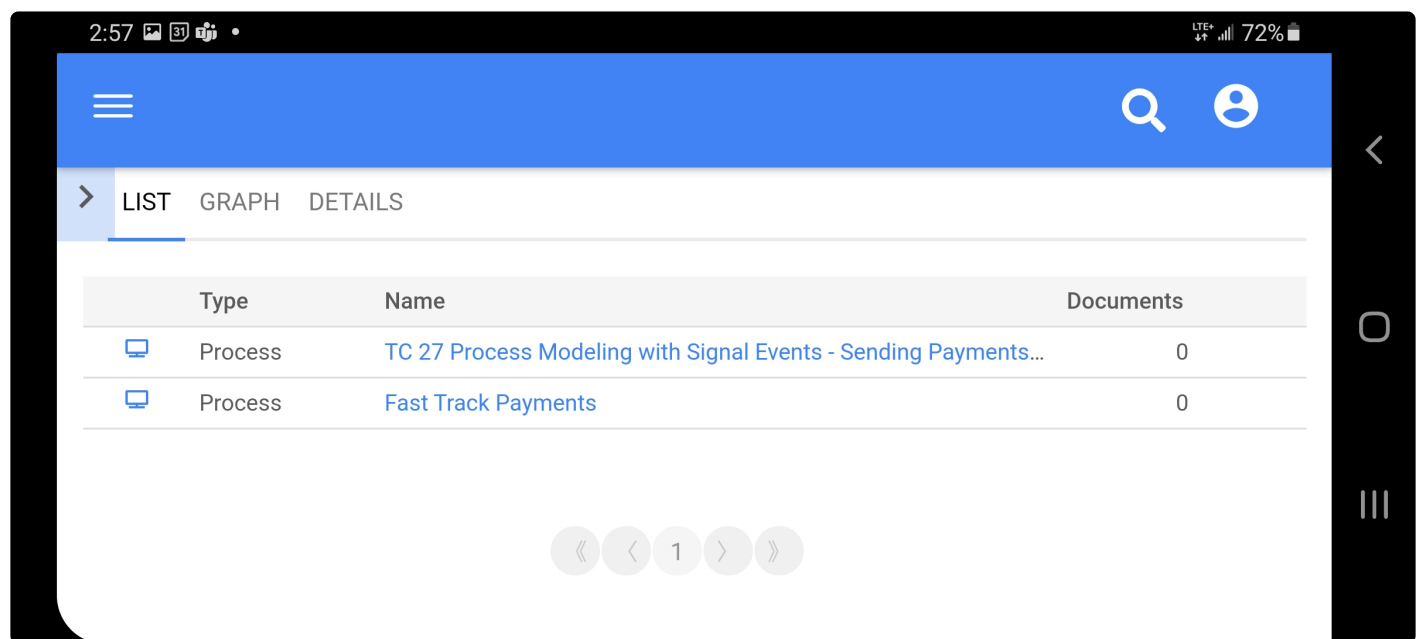 2:57 31
LTE+ 72%
LIST GRAPH DETAILS
Type Name Documents
Process TC 27 Process Modeling with Signal Events - Sending Payments... 0
Process Fast Track Payments 0
1